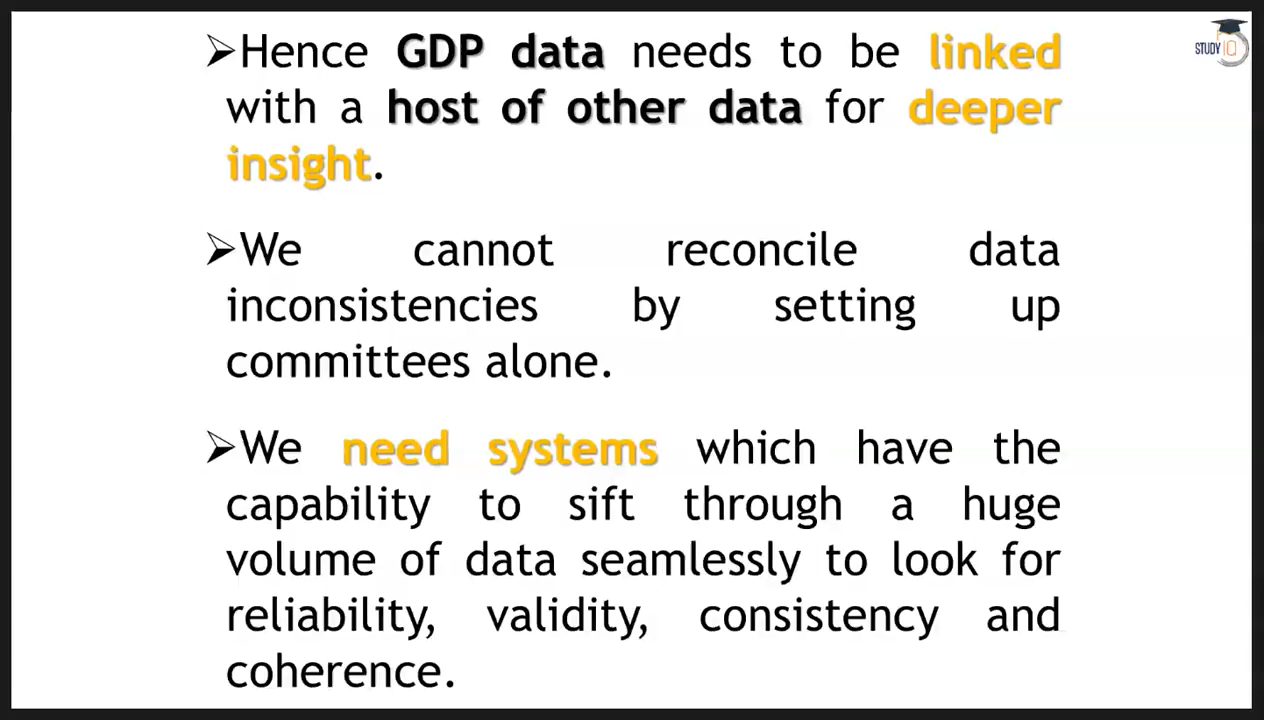 ➢Hence GDP data needs to be linked
with a host of other data for deeper
insight.
➢We cannot reconcile data
inconsistencies by setting up
committees alone.
➢We need systems which have the
capability to sift through a huge
volume of data seamlessly to look for
reliability, validity, consistency and
coherence.
STUDY IQ